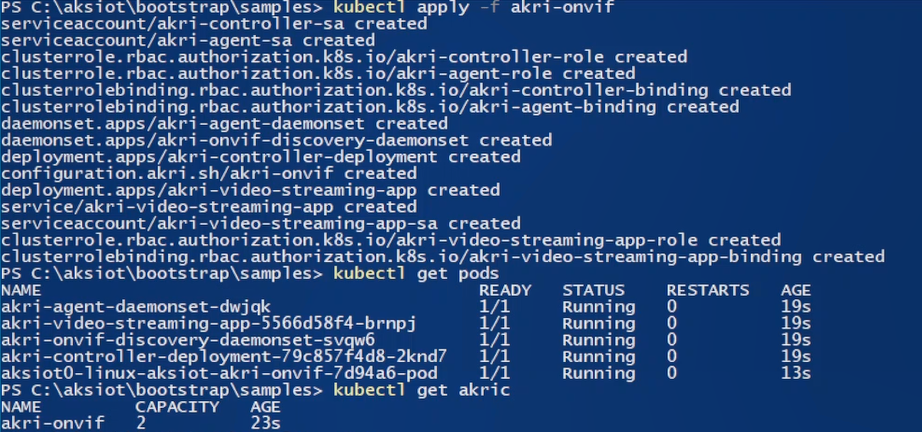 PS C:\aksiot\bootstrap\samples> kubectl apply -f akri-onvif
serviceaccount/akri-controller-sa created
serviceaccount/akri-agent-sa created
clusterrole.rbac.authorization.k8s.io/akri-controller-role created
clusterrole.rbac.authorization.k8s.io/akri-agent-role created
clusterrolebinding.rbac.authorization.k8s.io/akri-controller-binding created
clusterrolebinding.rbac.authorization.k8s.io/akri-agent-binding created
daemonset.apps/akri-agent-daemonset created
daemonset.apps/akri-onvif-discovery-daemonset created
deployment.apps/akri-controller-deployment created
configuration.akri.sh/akri-onvif created
deployment.apps/akri-video-streaming-app created
service/akri-video-streaming-app created
serviceaccount/akri-video-streaming-app-sa created
clusterrole.rbac.authorization.k8s.io/akri-video-streaming-app-role created
clusterrolebinding.rbac.authorization.k8s.io/akri-video-streaming-app-binding created
PS C:\aksiot\bootstrap\samples> kubectl get pods
NAME READY STATUS RESTARTS AGE
akri-agent-daemonset-dwjqk 1/1 Running 0 19s
akri-video-streaming-app-5566d58f4-brnpj 1/1 Running 0 19s
akri-onvif-discovery-daemonset-svqw6 1/1 Running 0 19s
akri-controller-deployment-79c857f4d8-2knd7 1/1 Running 0 19s
aksiot0-linux-aksiot-akri-onvif-7d94a6-pod 1/1 Running 0 13s
PS C:\aksiot\bootstrap\samples> kubectl get akric
NAME CAPACITY AGE
akri-onvif 2 23s